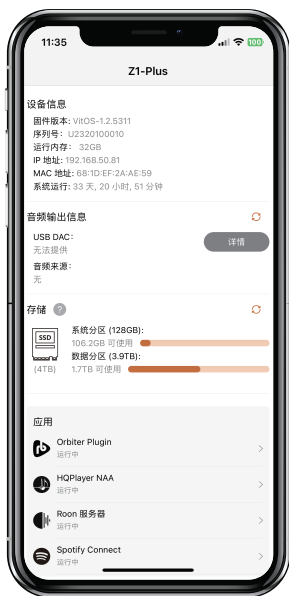 11:35
100
Z1-Plus
设备信息
固件版本: VitOS-1.2.5311
序列号: U2320100010
运行内存: 32GB
IP 地址: 192.168.50.81
MAC 地址: 68:1D:EF:2A:AE:59
系统运行: 33 天, 20 小时, 51 分钟
音频输出信息
USB DAC:
无法提供
详情
音频来源:
无
存储 ?
SSD
(4TB)
系统分区 (128GB):
106.2GB 可使用
数据分区 (3.9TB):
1.7TB 可使用
应用
Orbiter Plugin
运行中
HQPlayer NAA
运行中
Roon 服务器
运行中
Spotify Connect
运行中